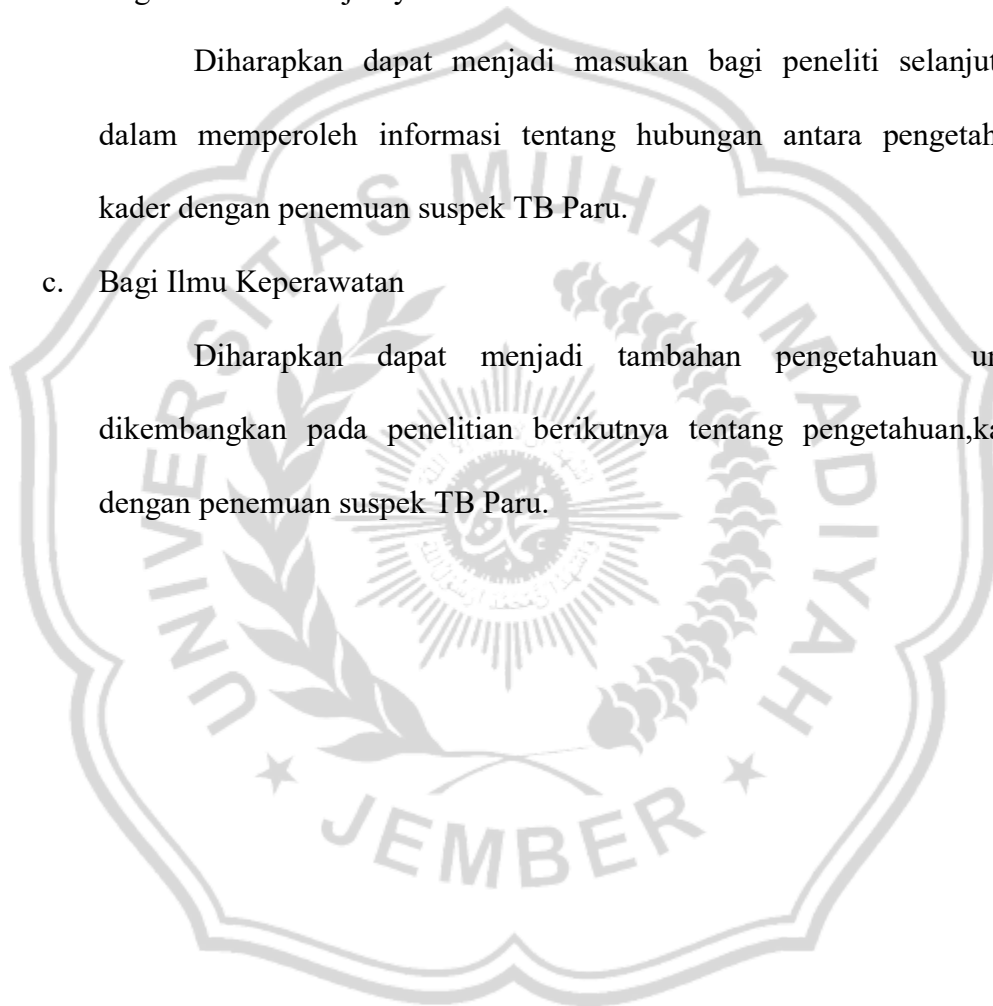 Diharapkan dapat menjadi masukan bagi peneliti selanjut
dalam memperoleh informasi tentang hubungan antara pengetah
kader dengan penemuan suspek TB Paru.
c. Bagi Ilmu Keperawatan
Diharapkan dapat menjadi tambahan pengetahuan un
dikembangkan pada penelitian berikutnya tentang pengetahuan,ka
dengan penemuan suspek TB Paru.
UNIVERSITAS MUHAMMADIYAH
JEMBER